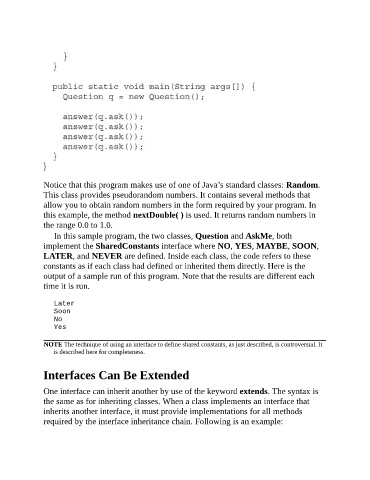 }
}
public static void main(String args[]) {
Question q = new Question();
answer(q.ask());
answer(q.ask());
answer(q.ask());
answer(q.ask());
}
}
Notice that this program makes use of one of Java's standard classes: Random.
This class provides pseudorandom numbers. It contains several methods that
allow you to obtain random numbers in the form required by your program. In
this example, the method nextDouble( ) is used. It returns random numbers in
the range 0.0 to 1.0.
In this sample program, the two classes, Question and AskMe, both
implement the SharedConstants interface where NO, YES, MAYBE, SOON,
LATER, and NEVER are defined. Inside each class, the code refers to these
constants as if each class had defined or inherited them directly. Here is the
output of a sample run of this program. Note that the results are different each
time it is run.
Later
Soon
No
Yes
NOTE The technique of using an interface to define shared constants, as just described, is controversial. It
is described here for completeness.
Interfaces Can Be Extended
One interface can inherit another by use of the keyword extends. The syntax is
the same as for inheriting classes. When a class implements an interface that
inherits another interface, it must provide implementations for all methods
required by the interface inheritance chain. Following is an example: